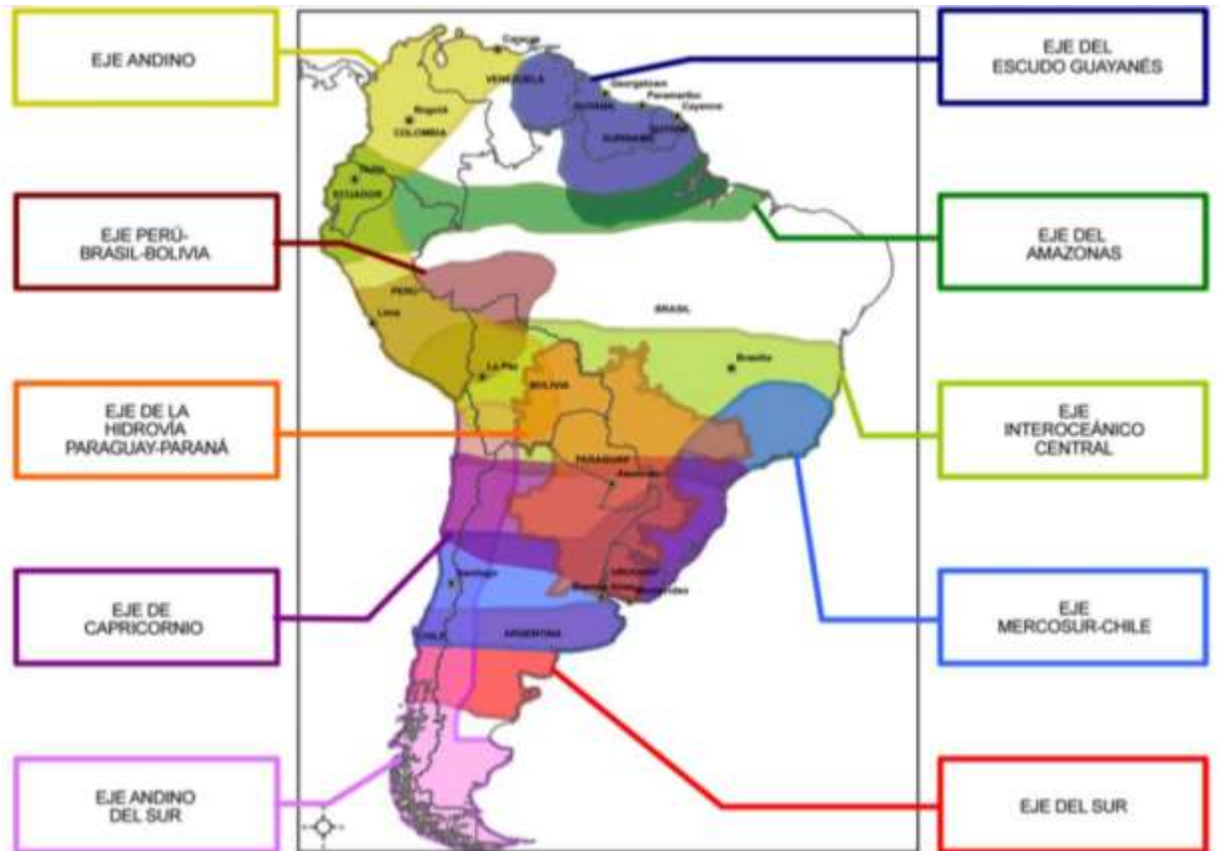 EJE ANDINO
EJE PERÚ-
BRASIL-BOLIVIA
EJE DE LA
HIDROVÍA
PARAGUAY-PARANÁ
EJE DE
CAPRICORNIO
EJE ANDINO
DEL SUR
Caracas
VENEZUELA
Georgetown
Paramaribo
GUYANA
Cayenne
SURINAME
Bogotá
COLOMBIA
Quito
ECUADOR
PERÚ
Lima
BRASIL
La Paz
BOLIVIA
Brasilia
PARAGUAY
Asunción
Santiago
URUGUAY
Buenos Aires
Montevideo
CHILE
ARGENTINA
EJE DEL
ESCUDO GUAYANÉS
EJE DEL
AMAZONAS
EJE
INTEROCEÁNICO
CENTRAL
EJE
MERCOSUR-CHILE
EJE DEL SUR